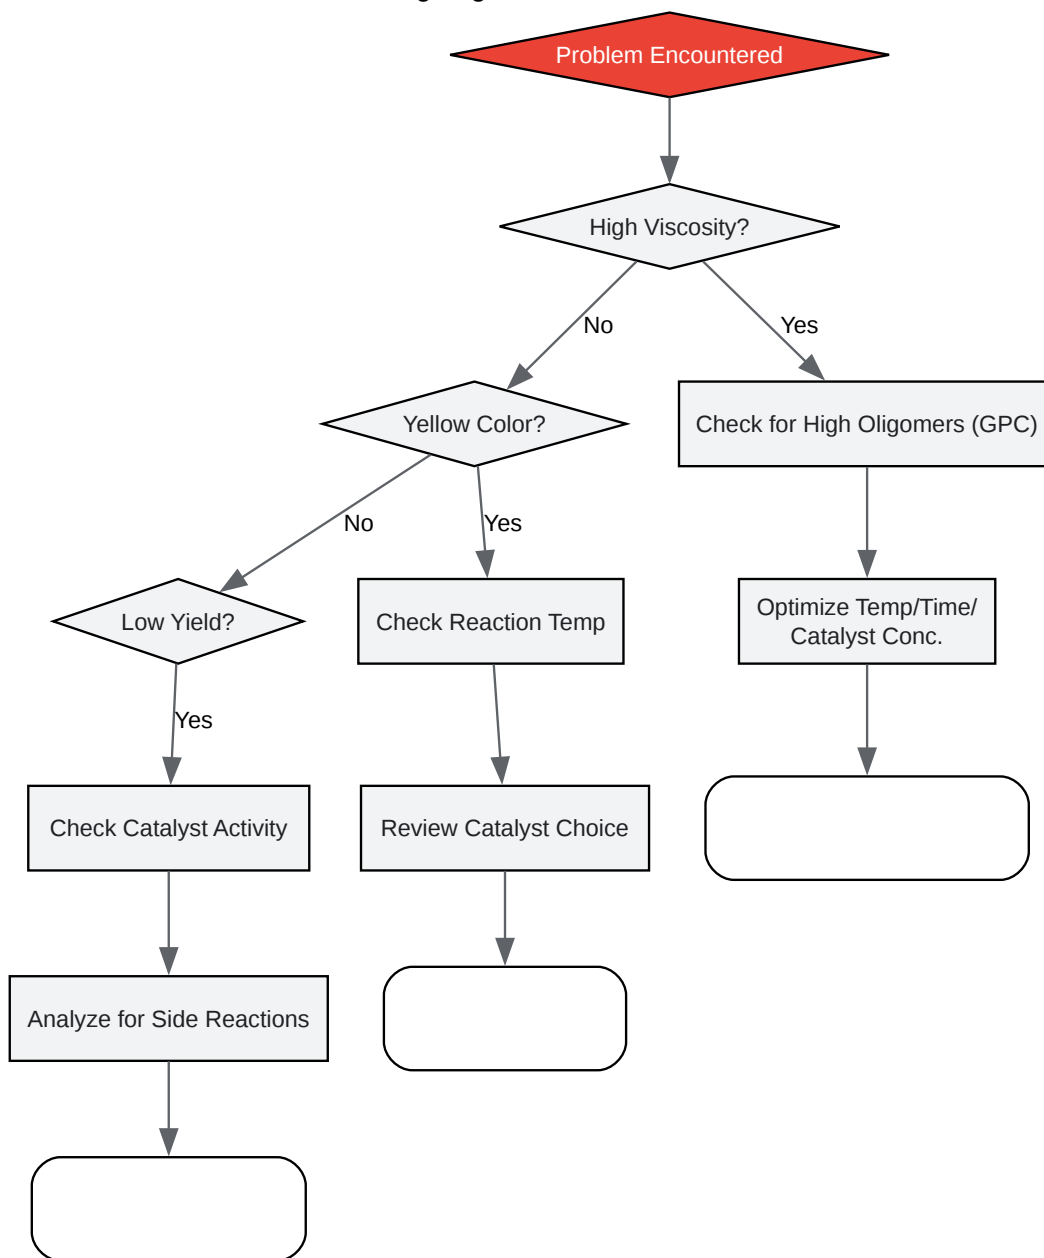 Problem Encountered
High Viscosity?
No
Yes
Yellow Color?
Check for High Oligomers (GPC)
No
Yes
Low Yield?
Check Reaction Temp
Optimize Temp/Time/
Catalyst Conc.
Yes
Check Catalyst Activity
Review Catalyst Choice
Analyze for Side Reactions